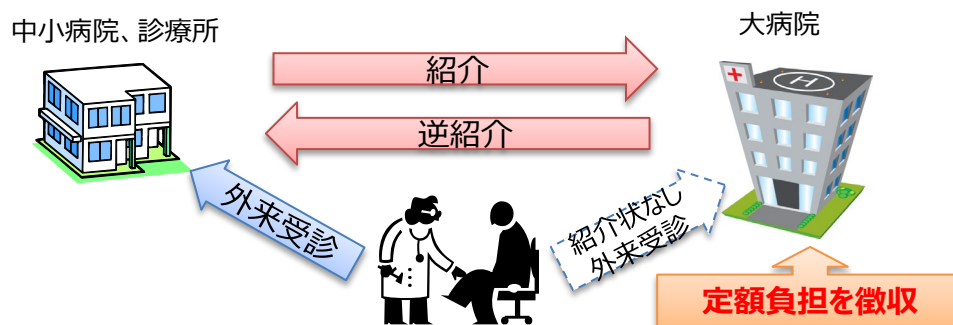 中小病院、診療所
大病院
紹介
逆紹介
外来受診
紹介状なし
外来受診
定額負担を徴収
H